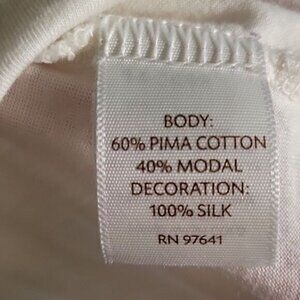 BODY:
60% PIMA COTTON
40% MODAL
DECORATION:
100% SILK
RN 97641